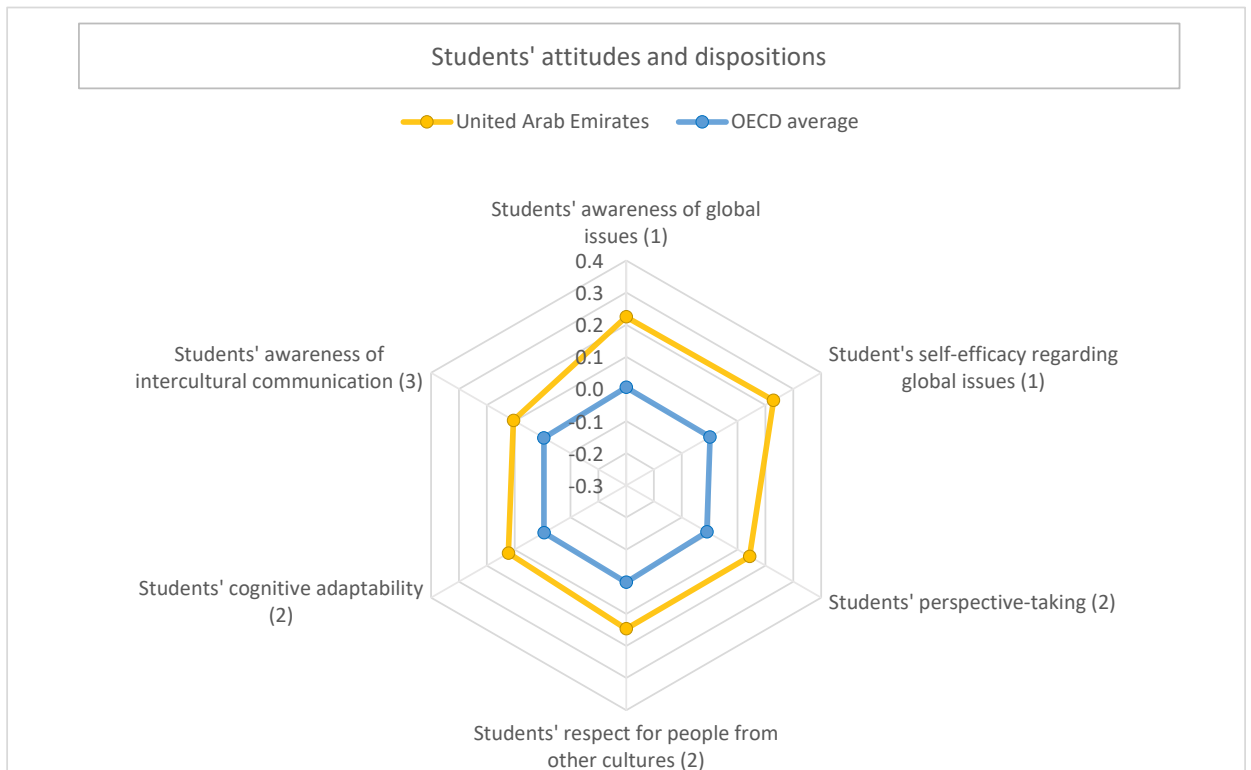 Students' attitudes and dispositions
United Arab Emirates
OECD average
Students' awareness of global
issues (1)
0.4
0.3
0.2
0.1
0.0
-0.1
-0.2
-0.3
Student's self-efficacy regarding
global issues (1)
Students' perspective-taking (2)
Students' respect for people from
other cultures (2)
Students' cognitive adaptability
(2)
Students' awareness of
intercultural communication (3)